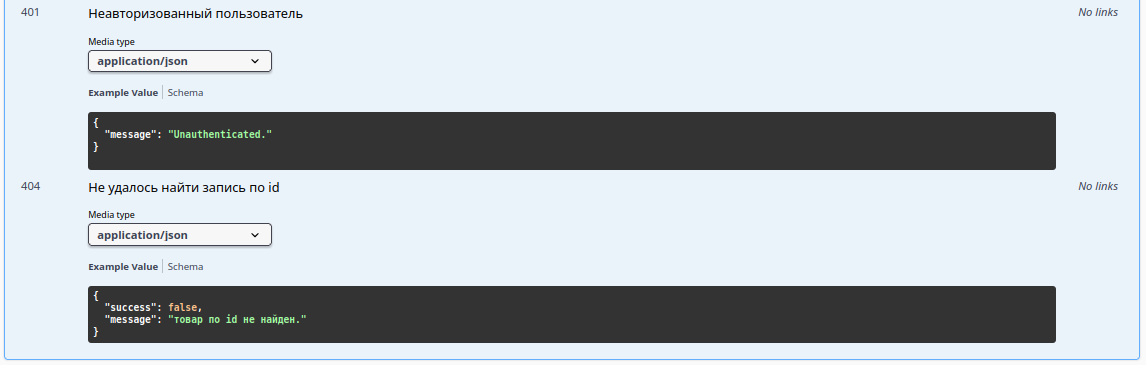 401 Неавторизованный пользователь No links
Media type
application/json
Example Value Schema
{
"message": "Unauthenticated."
}
404 Не удалось найти запись по id No links
Media type
application/json
Example Value Schema
{
"success": false,
"message": "товар по id не найден."
}